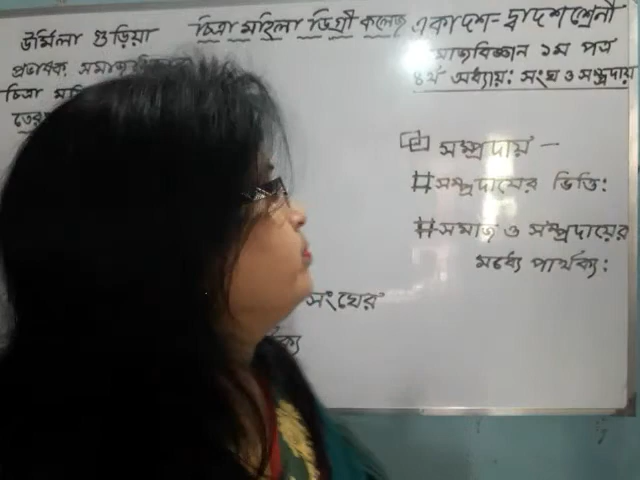 উর্মিলা গুড়িয়া
প্রভাষক সমাজবিজ্ঞান
চিত্রা
চিত্রা মহিলা ডিগ্রী কলেজ
একাদশ-দ্বাদশ শ্রেনী
সমাজবিজ্ঞান ১ম পত্র
৪র্থ অধ্যায়: সংঘ ও সম্প্রদায়
সম্প্রদায় —
# সম্প্রদায়ের ভিত্তি:
# সমাজ ও সম্প্রদায়ের
মধ্যে পার্থক্য:
সংঘের